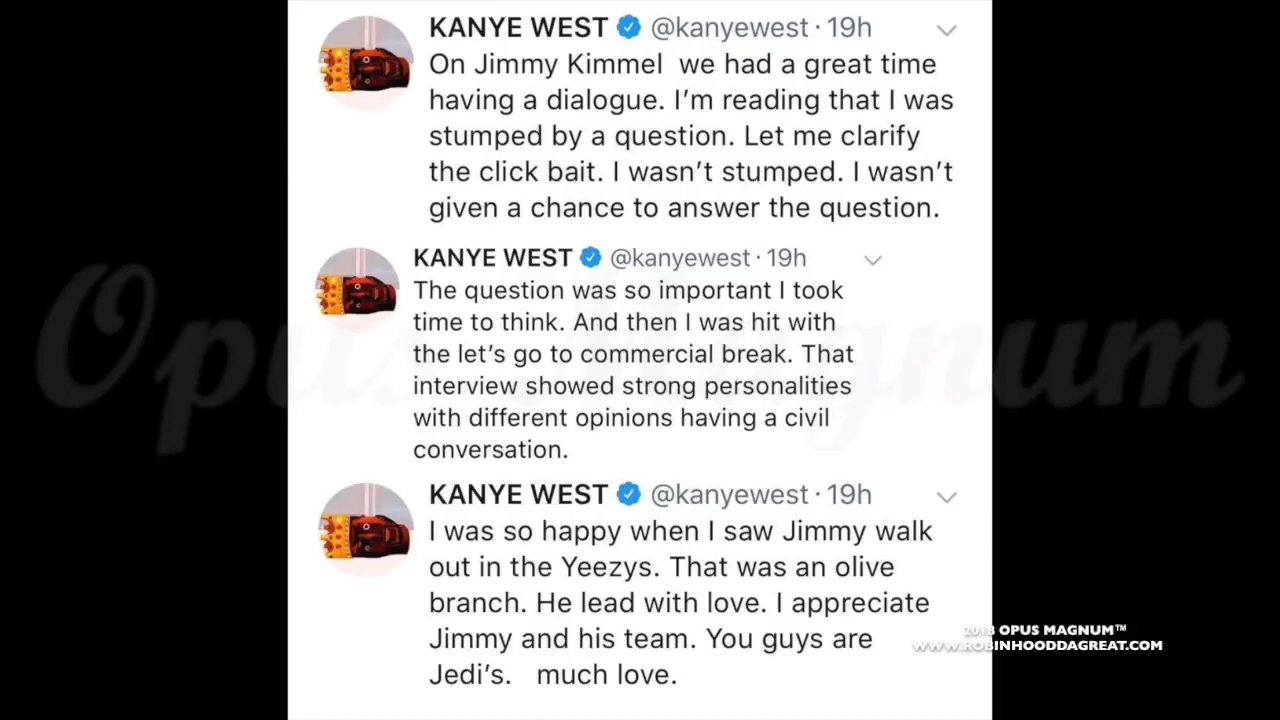 KANYE WEST @kanyewest · 19h
On Jimmy Kimmel we had a great time
having a dialogue. I'm reading that I was
stumped by a question. Let me clarify
the click bait. I wasn't stumped. I wasn't
given a chance to answer the question.
KANYE WEST @kanyewest · 19h
The question was so important I took
time to think. And then I was hit with
the let's go to commercial break. That
interview showed strong personalities
with different opinions having a civil
conversation.
KANYE WEST @kanyewest · 19h
I was so happy when I saw Jimmy walk
out in the Yeezys. That was an olive
branch. He lead with love. I appreciate
Jimmy and his team. You guys are
Jedi's. much love.
Opus Magnum
2018 OPUS MAGNUM™
WWW.ROBINHOODDAGREAT.COM